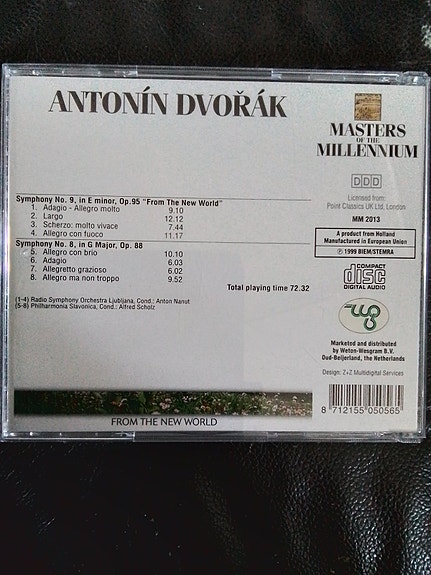 ANTONÍN DVOŘÁK
MASTERS
OF THE
MILLENNIUM
DDD
Licensed from:
Point Classics UK Ltd. London
MM 2013
A product from Holland
Manufactured in European Union
℗ 1999 BIEM/STEMRA
COMPACT
disc
DIGITAL AUDIO
Symphony No. 9, in E minor, Op.95 "From The New World"
1. Adagio - Allegro molto 9.10
2. Largo 12.12
3. Scherzo: molto vivace 7.44
4. Allegro con fuoco 11.17
Symphony No. 8, in G Major, Op. 88
5. Allegro con brio 10.10
6. Adagio 6.03
7. Allegretto grazioso 6.02
8. Allegro ma non troppo 9.52
Total playing time 72.32
(1-4) Radio Symphony Orchestra Ljubljana, Cond.: Anton Nanut
(5-8) Philharmonia Slavonica, Cond.: Alfred Scholz
Marketed and distributed
by Weton-Wesgram B.V.
Oud-Beijerland, the Netherlands
Design: Z+Z Multidigital Services
8 712155 050565
FROM THE NEW WORLD